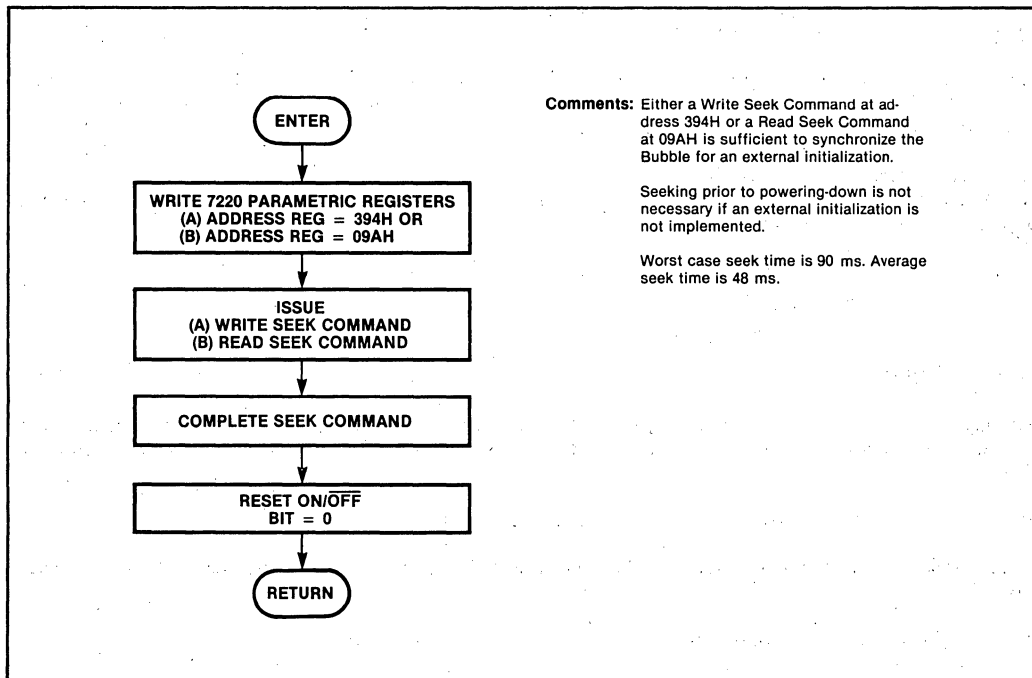 ENTER
WRITE 7220 PARAMETRIC REGISTERS
(A) ADDRESS REG = 394H OR
(B) ADDRESS REG = 09AH
ISSUE
(A) WRITE SEEK COMMAND
(B) READ SEEK COMMAND
COMPLETE SEEK COMMAND
RESET ON/O̅F̅F̅
BIT = 0
RETURN
Comments: Either a Write Seek Command at ad-
dress 394H or a Read Seek Command
at 09AH is sufficient to synchronize the
Bubble for an external initialization.
Seeking prior to powering-down is not
necessary if an external initialization is
not implemented.
Worst case seek time is 90 ms. Average
seek time is 48 ms.